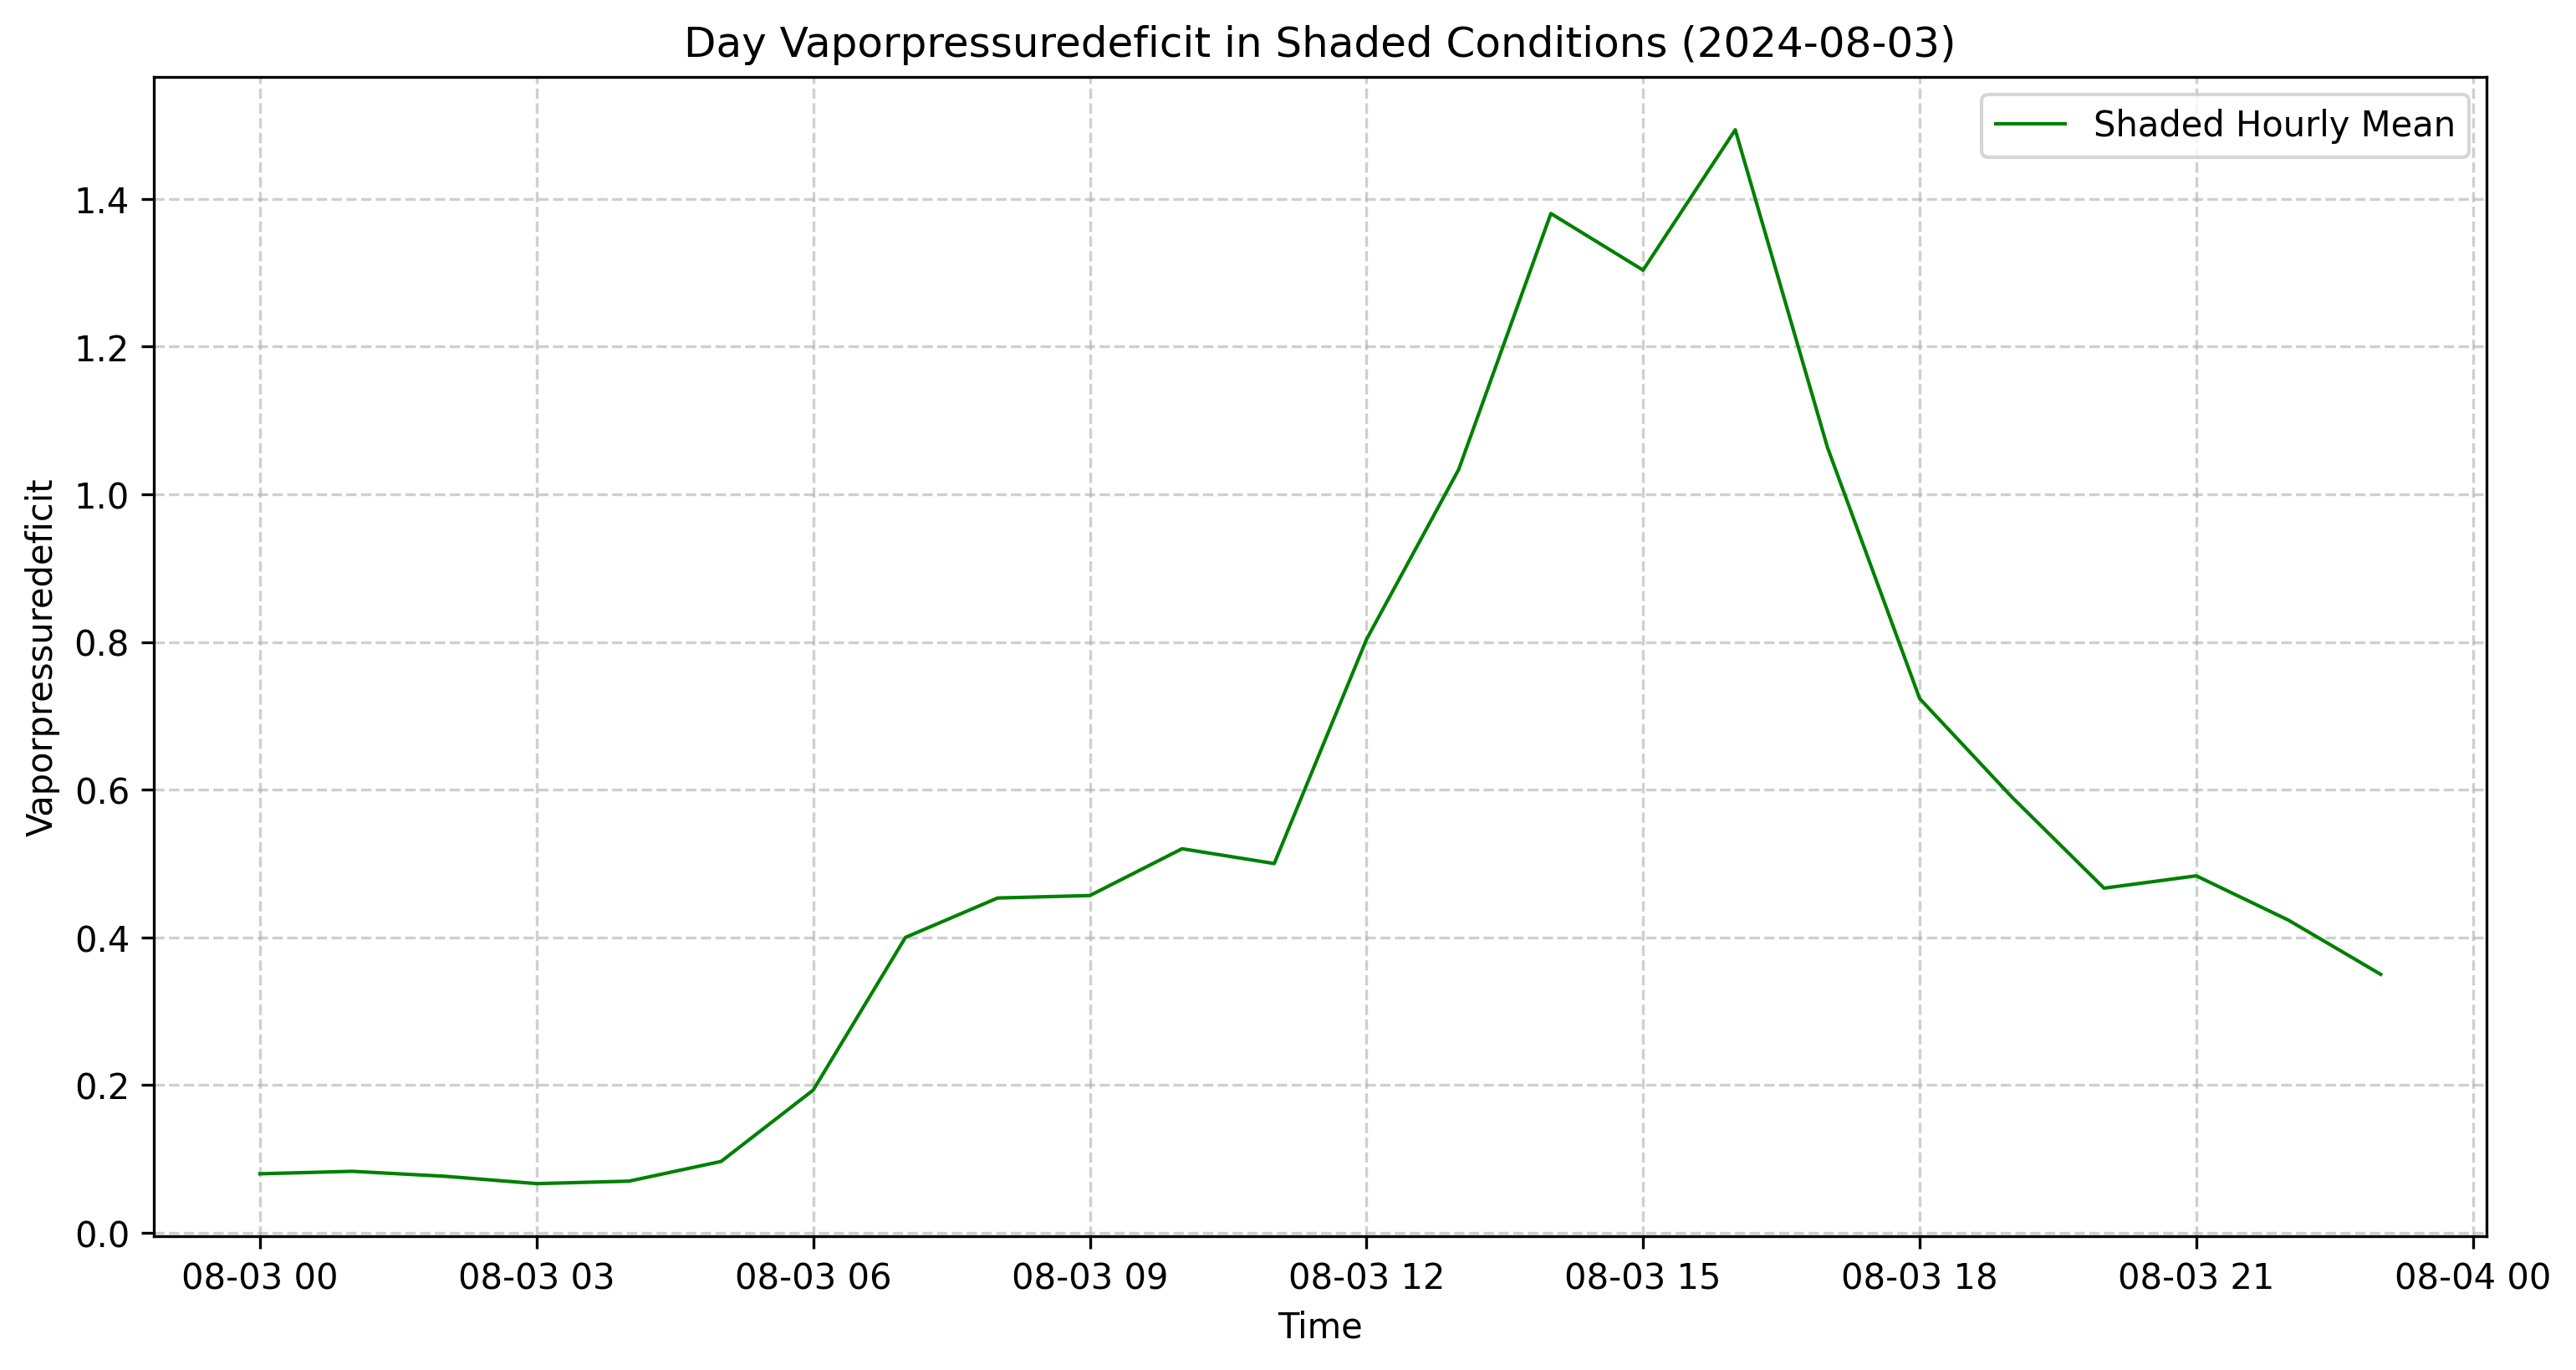 Day Vaporpressuredeficit in Shaded Conditions (2024-08-03)
Shaded Hourly Mean
Vaporpressuredeficit
1.4
1.2
1.0
0.8
0.6
0.4
0.2
0.0
08-03 00 08-03 03 08-03 06 08-03 09 08-03 12 08-03 15 08-03 18 08-03 21 08-04 00
Time